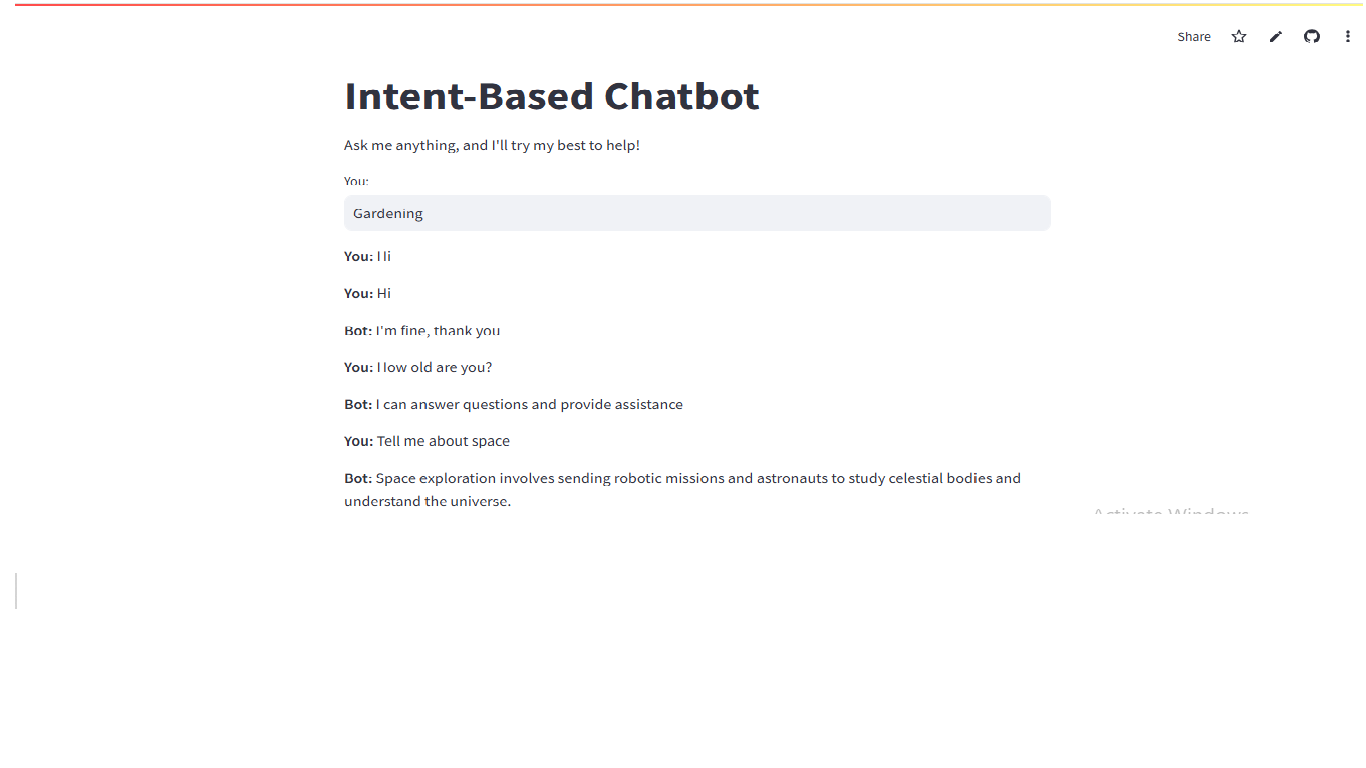 Share
Intent-Based Chatbot
Ask me anything, and I'll try my best to help!
You:
Gardening
You: Hi
You: Hi
Bot: I'm fine, thank you
You: How old are you?
Bot: I can answer questions and provide assistance
You: Tell me about space
Bot: Space exploration involves sending robotic missions and astronauts to study celestial bodies and
understand the universe.
Activate Windows